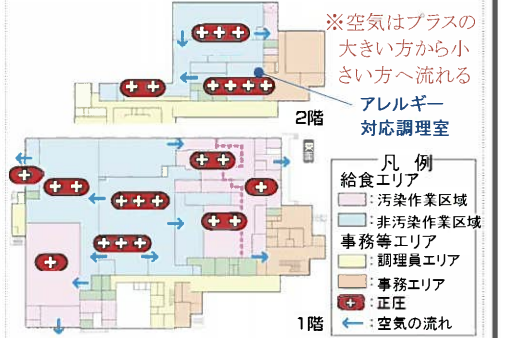 ※空気はプラスの
大きい方から小
さい方へ流れる
アレルギー
対応調理室
2階
凡 例
給食エリア
:汚染作業区域
:非汚染作業区域
事務等エリア
:調理員エリア
:事務エリア
:正圧
:空気の流れ
1階